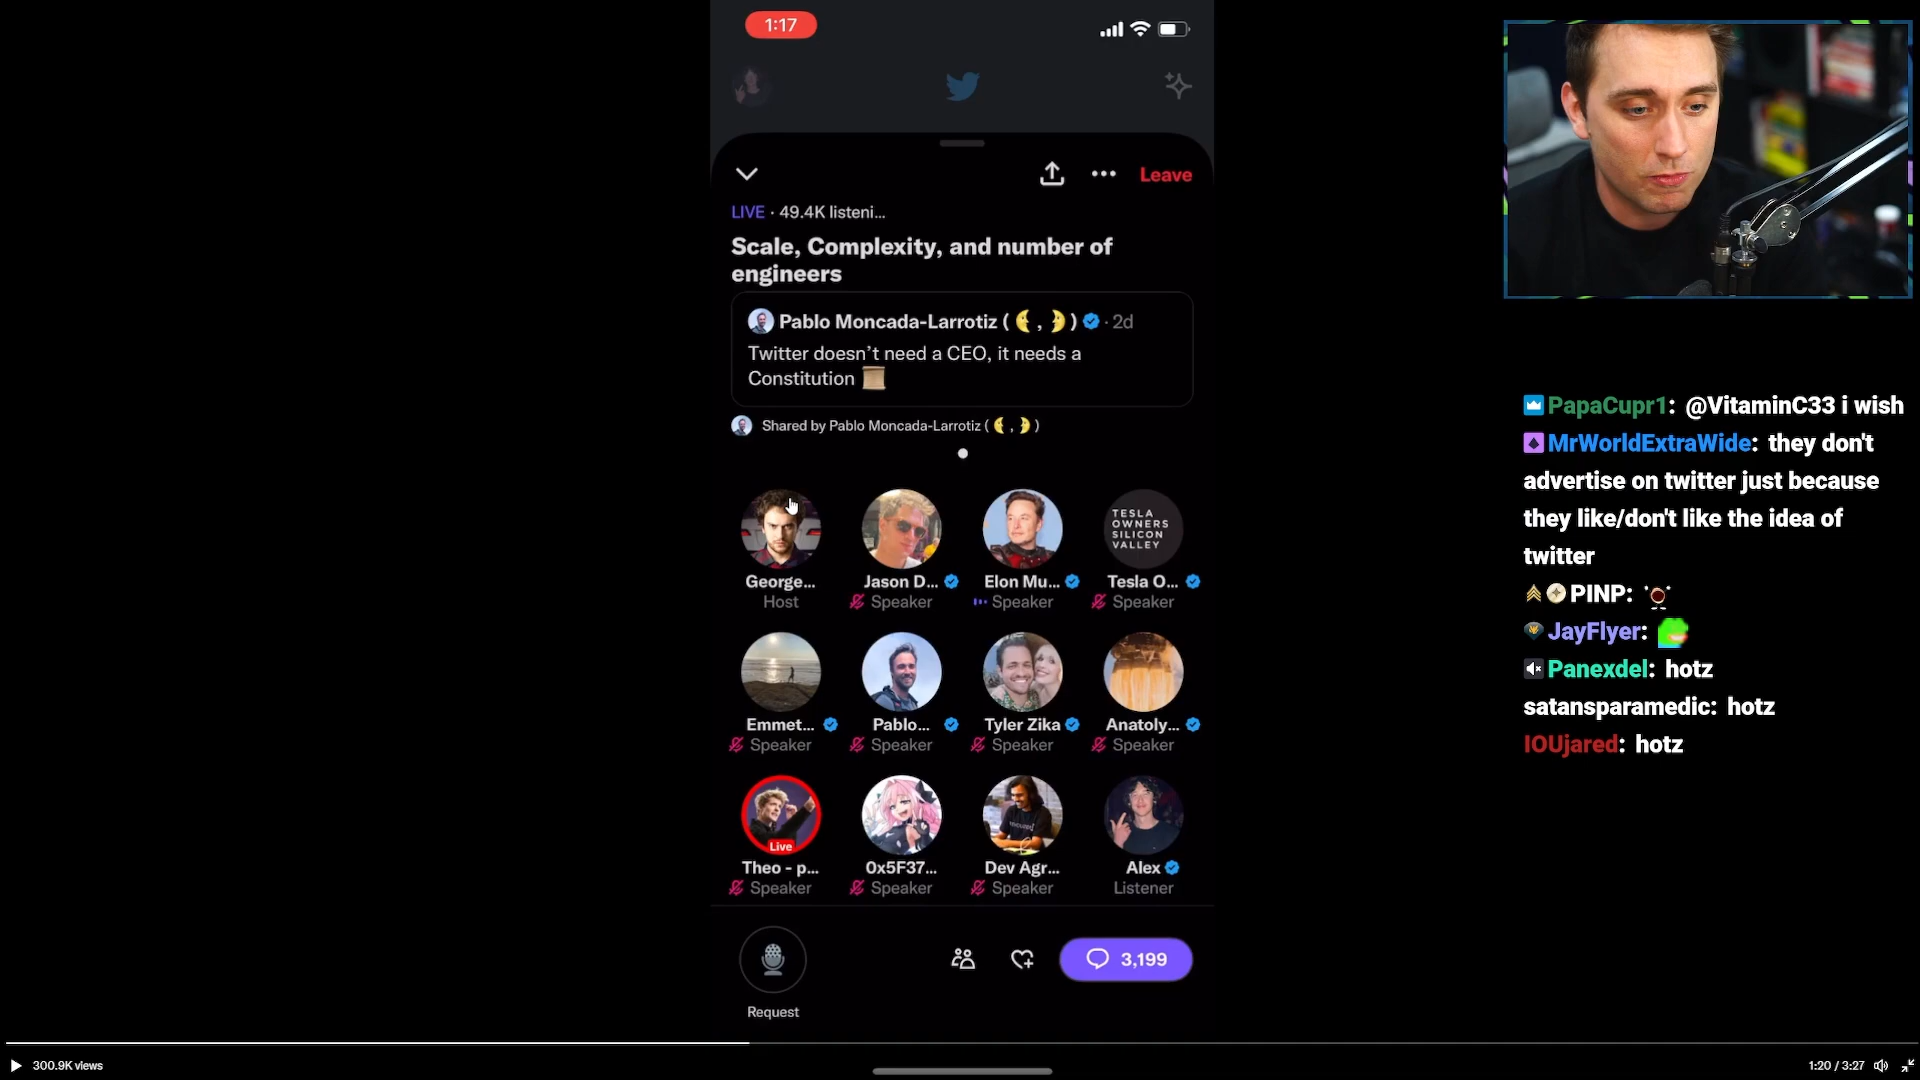 1:17
Leave
LIVE · 49.4K listeni...
Scale, Complexity, and number of
engineers
Pablo Moncada-Larrotiz ( 🌜 , 🌛 ) · 2d
Twitter doesn't need a CEO, it needs a
Constitution 📜
Shared by Pablo Moncada-Larrotiz ( 🌜 , 🌛 )
TESLA
OWNERS
SILICON
VALLEY
George... Jason D... Elon Mu... Tesla O...
Host Speaker Speaker Speaker
Emmet... Pablo... Tyler Zika Anatoly...
Speaker Speaker Speaker Speaker
Live
Theo - p... 0x5F37... Dev Agr... Alex
Speaker Speaker Speaker Listener
3,199
Request
300.9K views
1:20 / 3:27
PapaCupr1: @VitaminC33 i wish
MrWorldExtraWide: they don't
advertise on twitter just because
they like/don't like the idea of
twitter
PINP:
JayFlyer:
Panexdel: hotz
satansparamedic: hotz
IOUjared: hotz